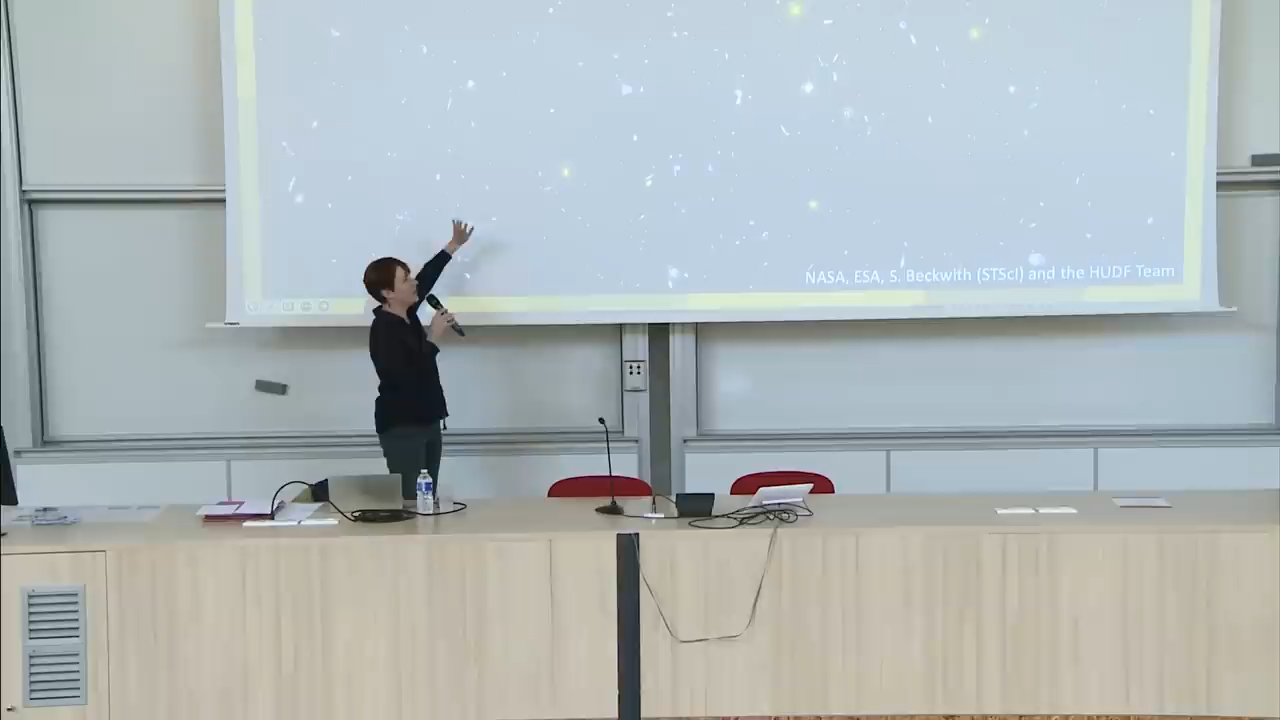 NASA, ESA, S. Beckwith (STScI) and the HUDF Team